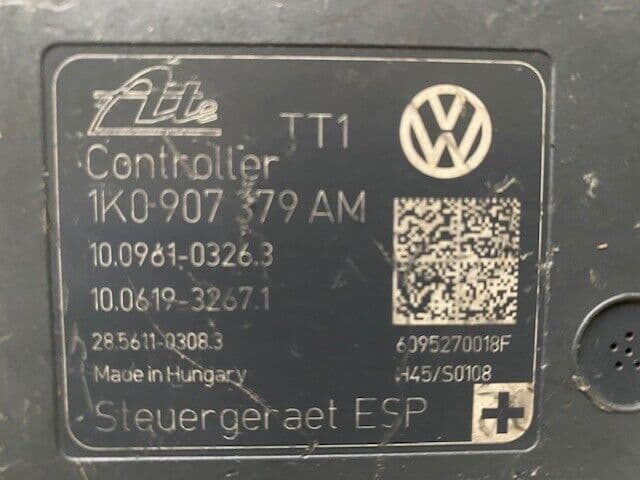 Ate
TT1
Controller
1K0-907 379 AM
10.0961-0326.3
10.0619-3267.1
28.5611-0308.3
6095270018F
Made in Hungary
H45/S0108
Steuergeraet ESP